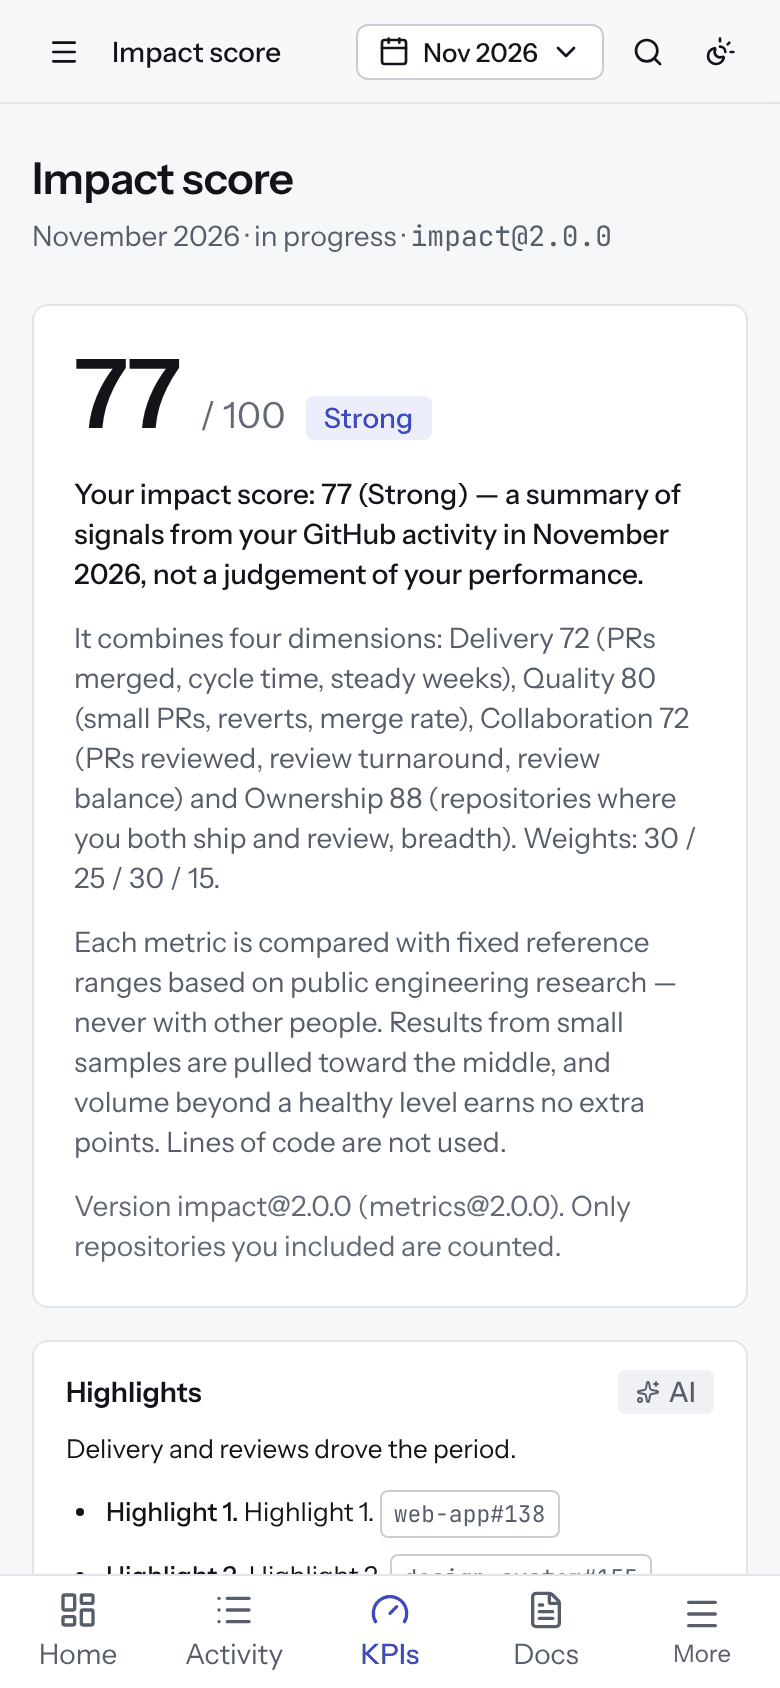 Impact score
Nov 2026
Impact score
November 2026 · in progress · impact@2.0.0
77 / 100 Strong
Your impact score: 77 (Strong) — a summary of
signals from your GitHub activity in November
2026, not a judgement of your performance.
It combines four dimensions: Delivery 72 (PRs
merged, cycle time, steady weeks), Quality 80
(small PRs, reverts, merge rate), Collaboration 72
(PRs reviewed, review turnaround, review
balance) and Ownership 88 (repositories where
you both ship and review, breadth). Weights: 30 /
25 / 30 / 15.
Each metric is compared with fixed reference
ranges based on public engineering research —
never with other people. Results from small
samples are pulled toward the middle, and
volume beyond a healthy level earns no extra
points. Lines of code are not used.
Version impact@2.0.0 (metrics@2.0.0). Only
repositories you included are counted.
Highlights
AI
Delivery and reviews drove the period.
• Highlight 1. Highlight 1. web-app#138
• Highlight 2. Highlight 2.
Home
Activity
KPIs
Docs
More